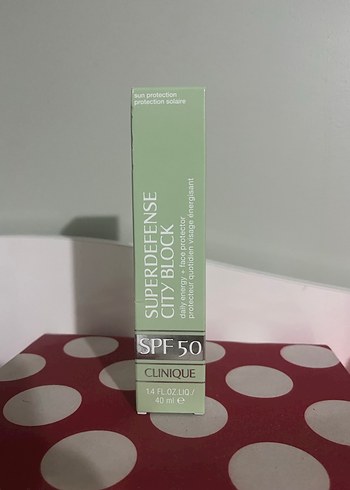 sun protection
protection solaire
SUPERDEFENSE
CITY BLOCK
daily energy + face protector
protecteur quotidien visage énergisant
SPF 50
CLINIQUE
1.4 FL.OZ.LIQ /
40 ml ℮